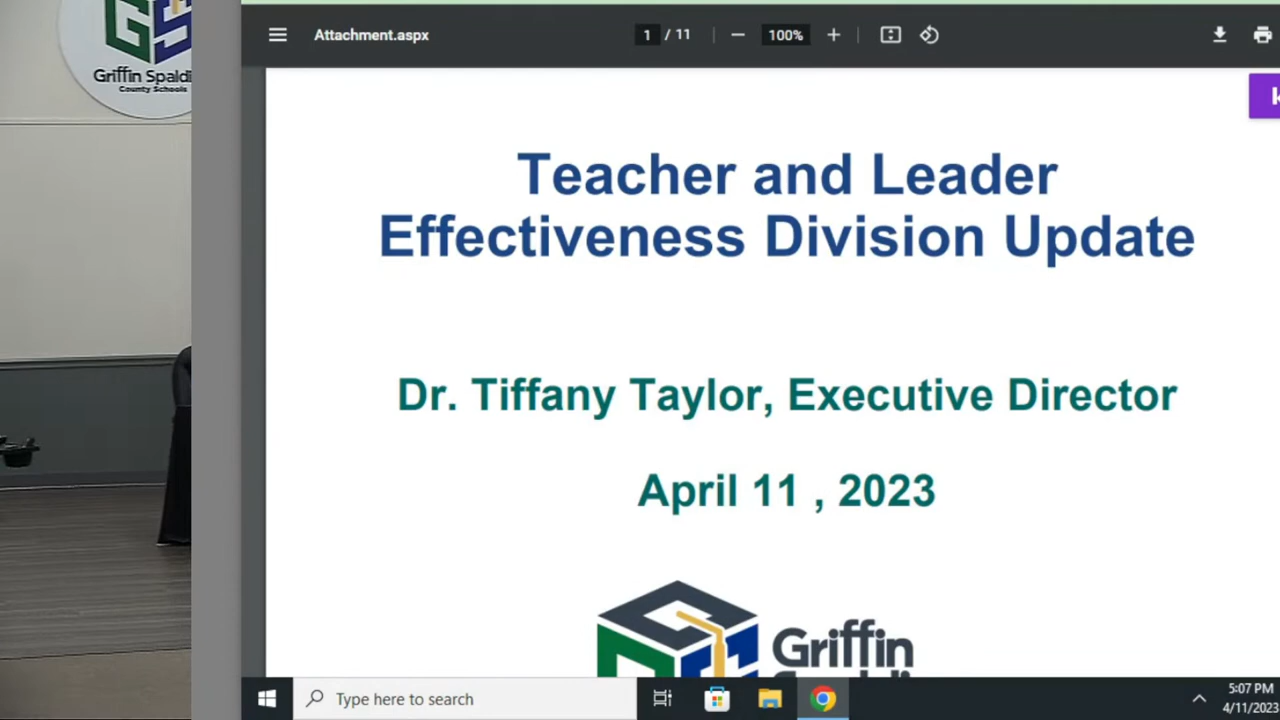 Griffin
County Schools
Attachment.aspx
1 / 11
100%
Teacher and Leader
Effectiveness Division Update
Dr. Tiffany Taylor, Executive Director
April 11 , 2023
Griffin
Type here to search
5:07 PM
4/11/2023